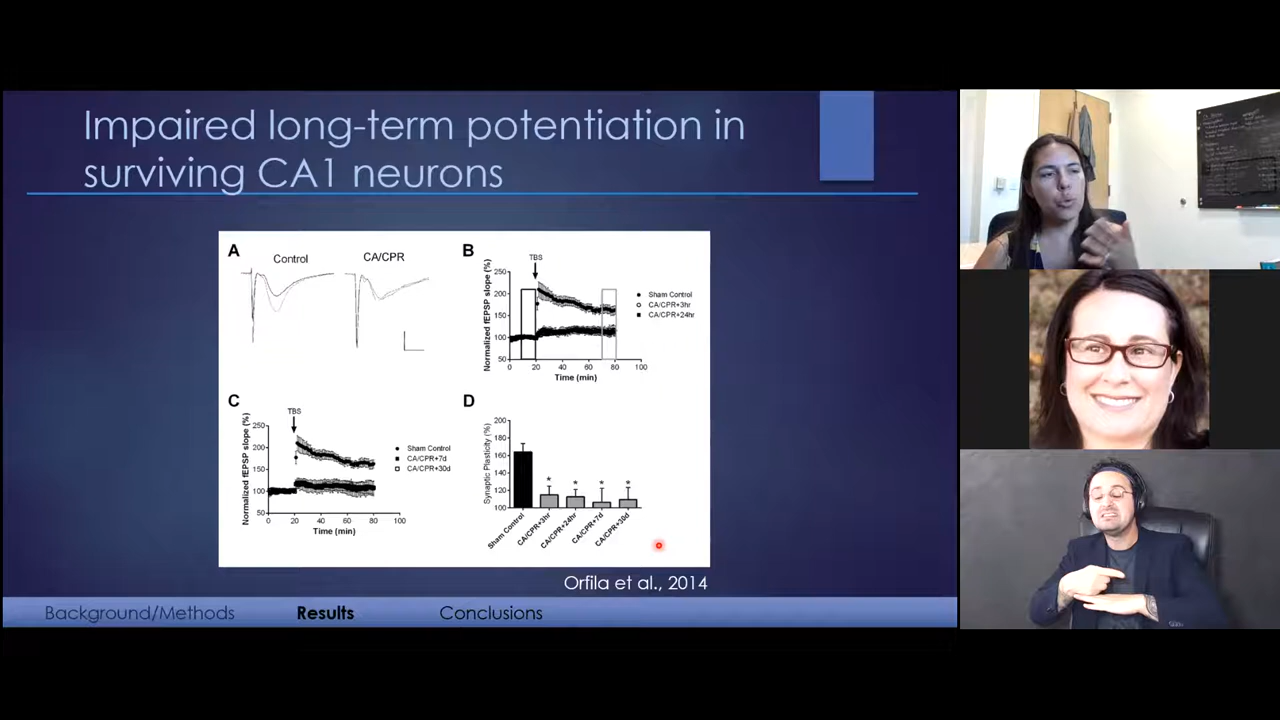 Impaired long-term potentiation in
surviving CA1 neurons
A
Control
CA/CPR
B
TBS
Normalized fEPSP slope (%)
250
200
150
100
50
0 20 40 60 80 100
Time (min)
Sham Control
CA/CPR+3hr
CA/CPR+24hr
C
TBS
Normalized fEPSP slope (%)
250
200
150
100
50
0 20 40 60 80 100
Time (min)
Sham Control
CA/CPR+7d
CA/CPR+30d
D
Synaptic Plasticity (%)
200
180
160
140
120
100
* * * *
Sham Control
CA/CPR+3hr
CA/CPR+24hr
CA/CPR+7d
CA/CPR+30d
Orfila et al., 2014
Background/Methods Results Conclusions